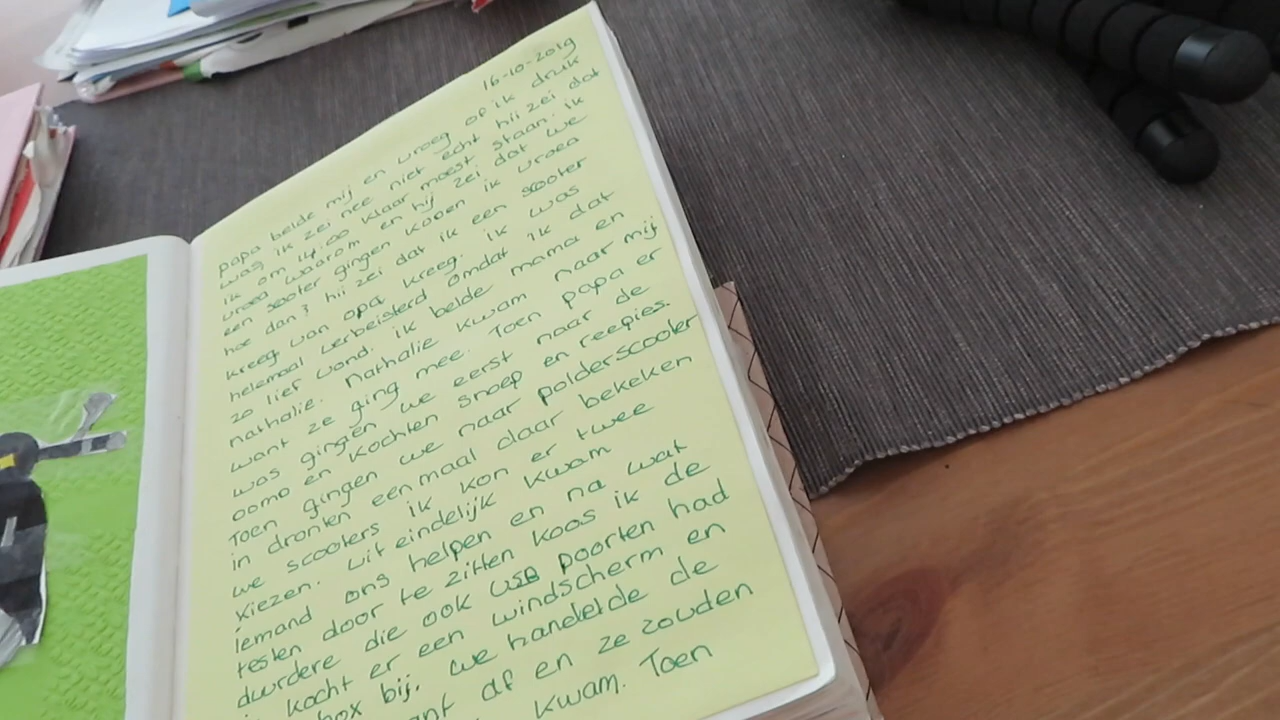 16-10-2019
papa belde mij en vroeg of ik druk
was ik zei nee niet echt hij zei dat
ik om 14:00 klaar moest staan. ik
vroeg waarom en hij zei dat we
een scooter gingen kopen ik vroeg
hoe dan? hij zei dat ik een scooter
kreeg van opa kreeg. ik was
helemaal verbeisterd omdat ik dat
zo lief vond. ik belde mama en
nathalie. Nathalie kwam naar mij
want ze ging mee. Toen papa er
was gingen we eerst naar de
oomo en kochten snoep en reepjes.
Toen gingen we naar polderscooter
in dronten eenmaal daar bekeken
we scooters ik kon er twee
kiezen. uiteindelijk kwam
iemand ons helpen en na wat
testen door te zitten koos ik de
duurdere die ook usb poorten had
kocht er een windscherm en
box bij. we handelde de
af en ze zouden
kwam. Toen